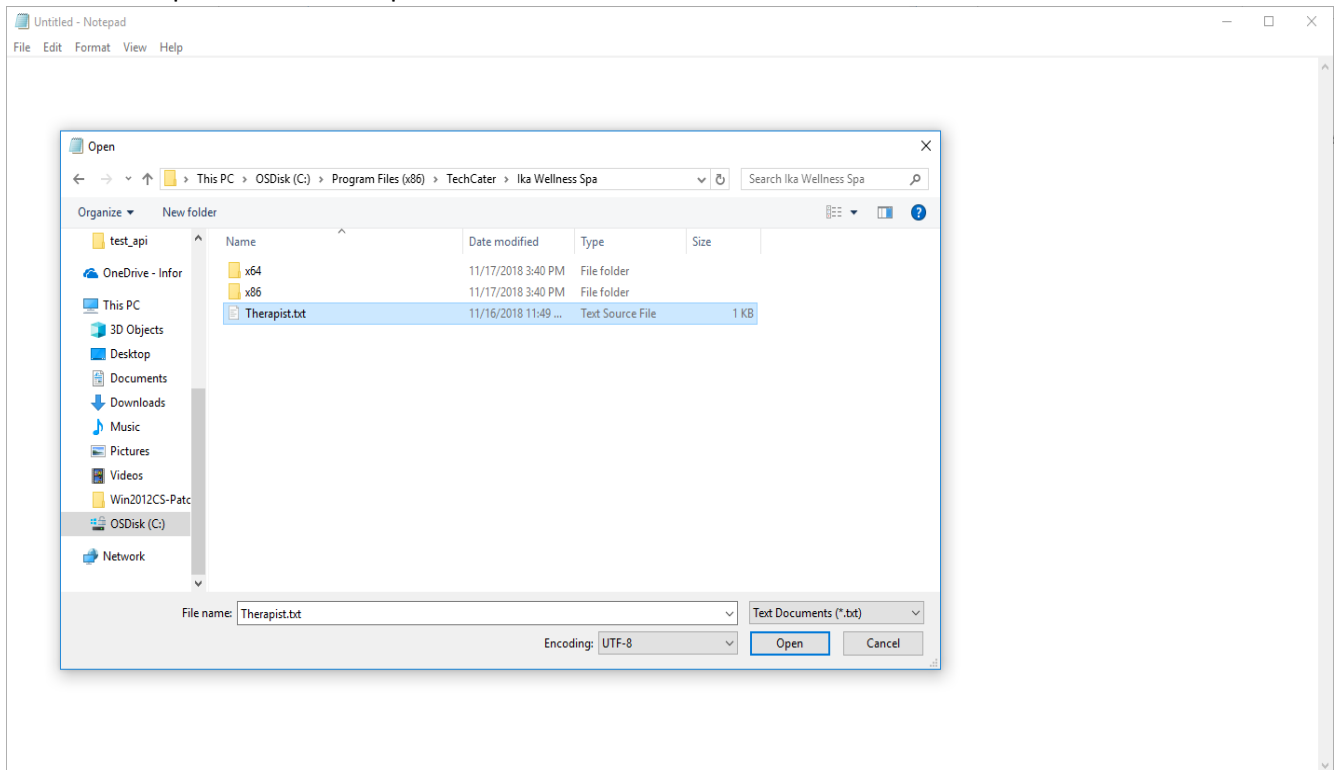 Untitled - Notepad
File Edit Format View Help
Open
This PC > OSDisk (C:) > Program Files (x86) > TechCater > Ika Wellness Spa
Search Ika Wellness Spa
Organize New folder
test_api
OneDrive - Infor
This PC
3D Objects
Desktop
Documents
Downloads
Music
Pictures
Videos
Win2012CS-Patc
OSDisk (C:)
Network
Name Date modified Type Size
x64 11/17/2018 3:40 PM File folder
x86 11/17/2018 3:40 PM File folder
Therapist.txt 11/16/2018 11:49 ... Text Source File 1 KB
File name: Therapist.txt Text Documents (*.txt)
Encoding: UTF-8 Open Cancel